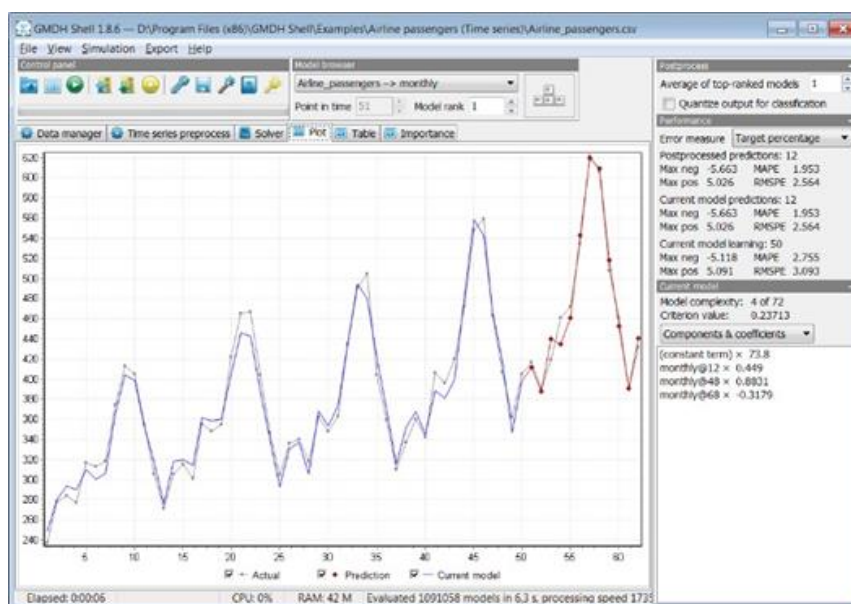 GMDH Shell 1.8.6 — D:\Program Files (x86)\GMDH Shell\Examples\Airline passengers (Time series)\Airline_passengers.csv
File View Simulation Export Help
Control panel
Model browser
Airline_passengers --> monthly
Point in time 51 Model rank 1
Data manager Time series preprocess Solver Plot Table Importance
620
600
580
560
540
520
500
480
460
440
420
400
380
360
340
320
300
280
260
240
5 10 15 20 25 30 35 40 45 50 55 60
Actual Prediction Current model
Elapsed: 0:00:06 CPU: 0% RAM: 42 M Evaluated 1091058 models in 6.3 s, processing speed 1735
Postprocess
Average of top-ranked models 1
Quantize output for classification
Performance
Error measure Target percentage
Postprocessed predictions: 12
Max neg -5.663 MAPE 1.953
Max pos 5.026 RMSPE 2.564
Current model predictions: 12
Max neg -5.663 MAPE 1.953
Max pos 5.026 RMSPE 2.564
Current model learning: 50
Max neg -5.118 MAPE 2.755
Max pos 5.091 RMSPE 3.093
Current model
Model complexity: 4 of 72
Criterion value: 0.23713
Components & coefficients
(constant term) × 73.8
monthly@12 × 0.449
monthly@48 × 0.8831
monthly@68 × -0.3179